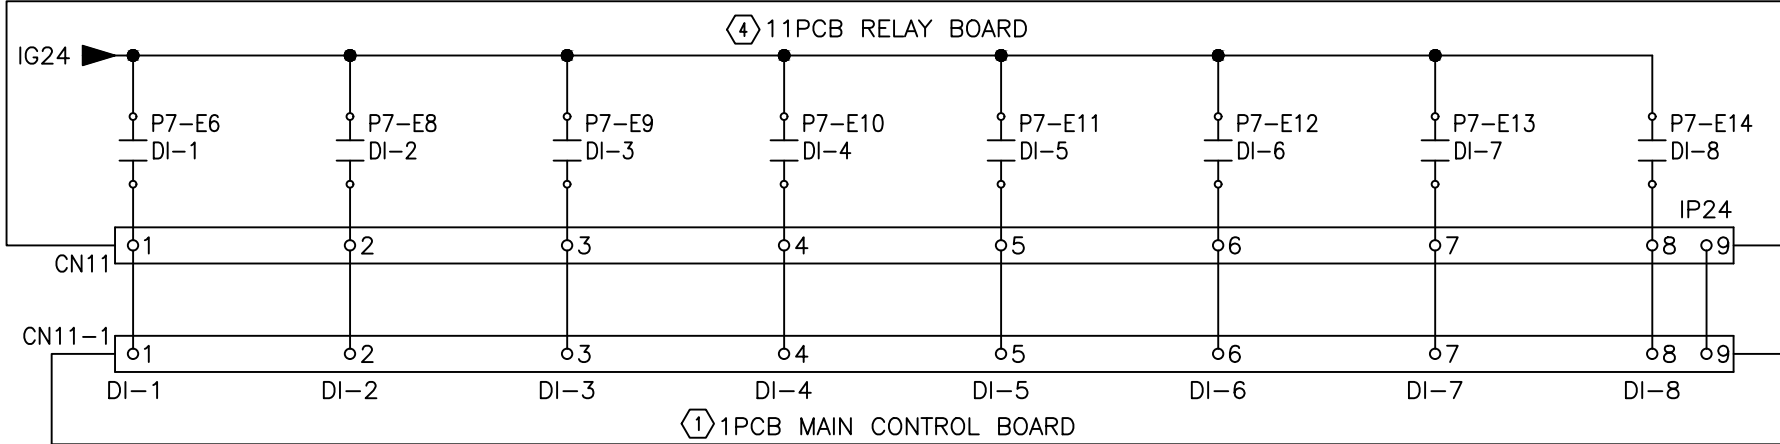 4 11PCB RELAY BOARD
IG24
P7-E6 P7-E8 P7-E9 P7-E10 P7-E11 P7-E12 P7-E13 P7-E14
DI-1 DI-2 DI-3 DI-4 DI-5 DI-6 DI-7 DI-8
IP24
1 2 3 4 5 6 7 8 9
CN11
CN11-1
1 2 3 4 5 6 7 8 9
DI-1 DI-2 DI-3 DI-4 DI-5 DI-6 DI-7 DI-8
1 1PCB MAIN CONTROL BOARD